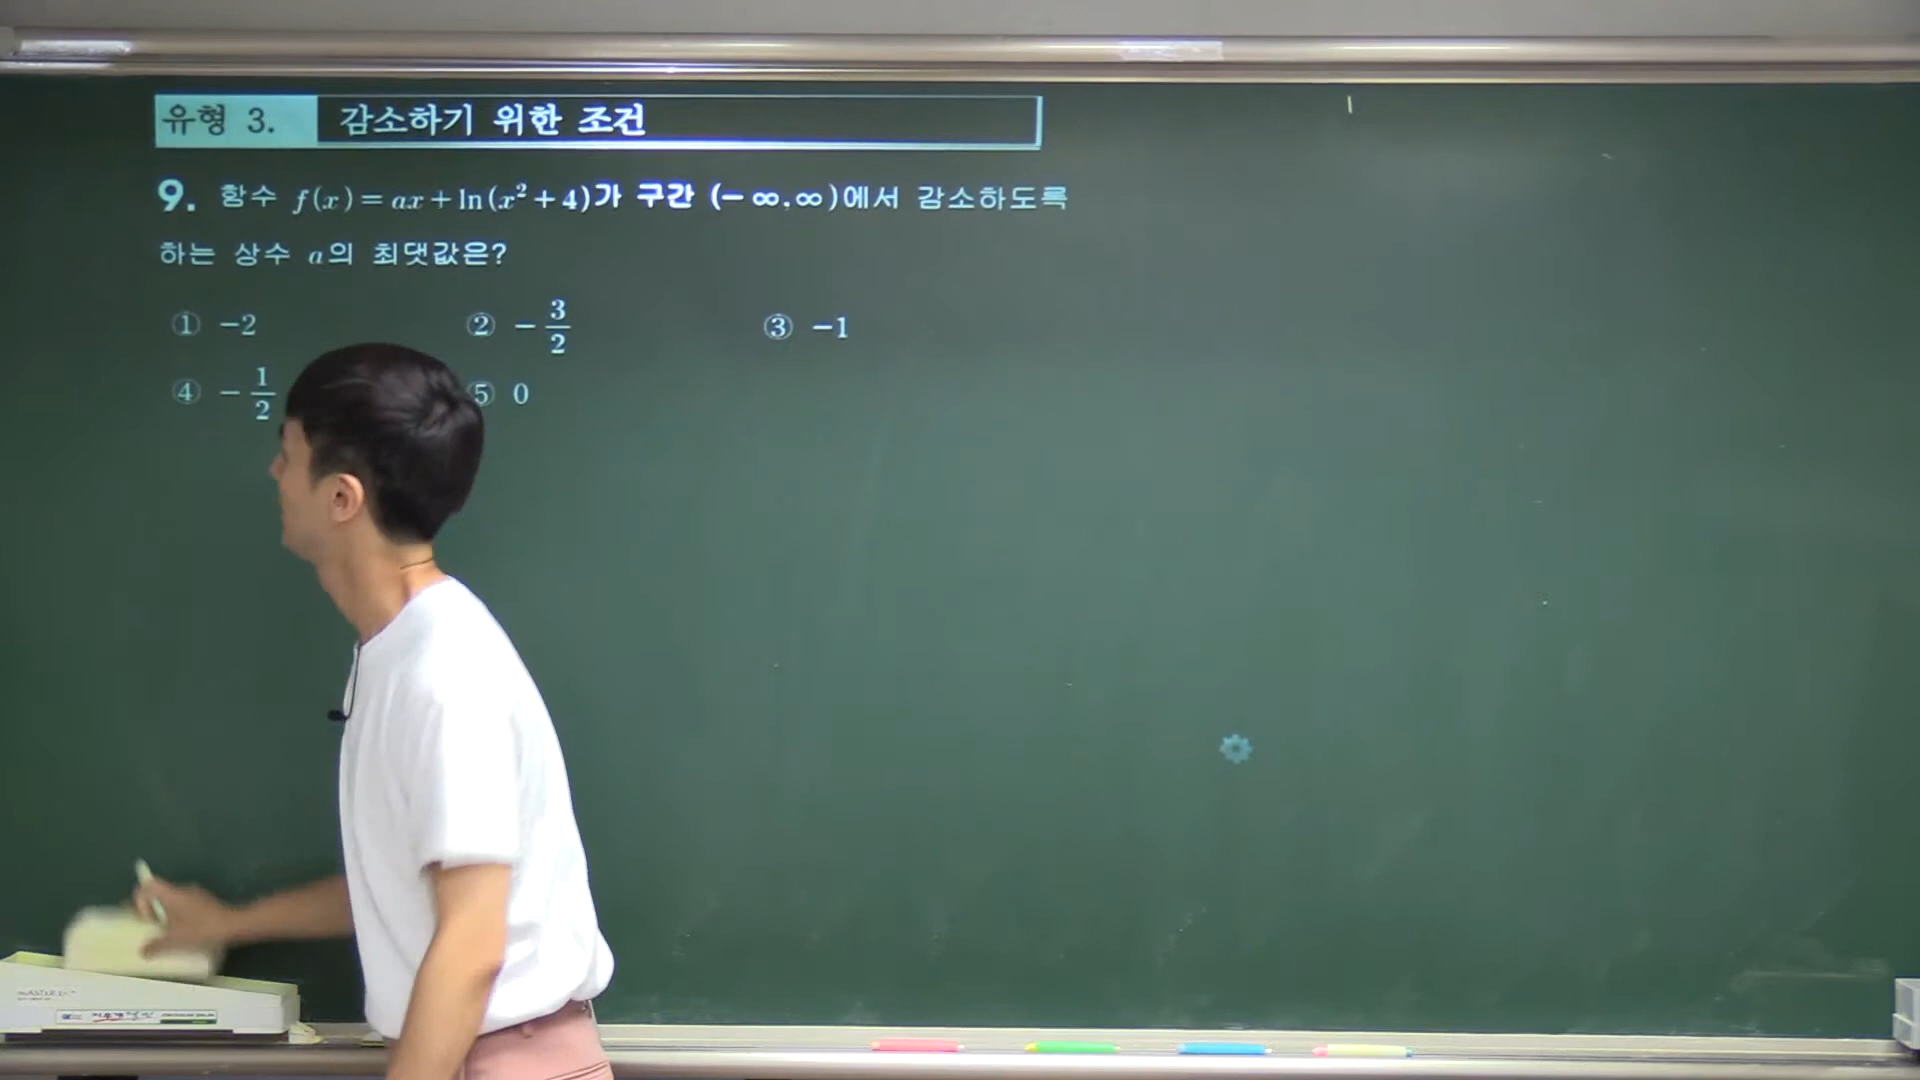 유형 3. 감소하기 위한 조건
9. 함수 f(x) = ax + ln(x² + 4)가 구간 (-∞, ∞)에서 감소하도록
하는 상수 a의 최댓값은?
① -2 ② -3/2 ③ -1
④ -1/2 ⑤ 0